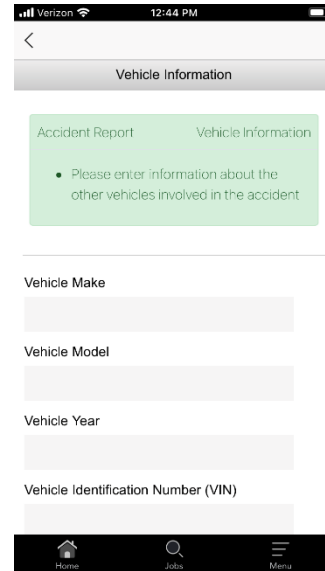 Verizon 12:44 PM
Vehicle Information
Accident Report Vehicle Information
• Please enter information about the
other vehicles involved in the accident
Vehicle Make
Vehicle Model
Vehicle Year
Vehicle Identification Number (VIN)
Home Jobs Menu